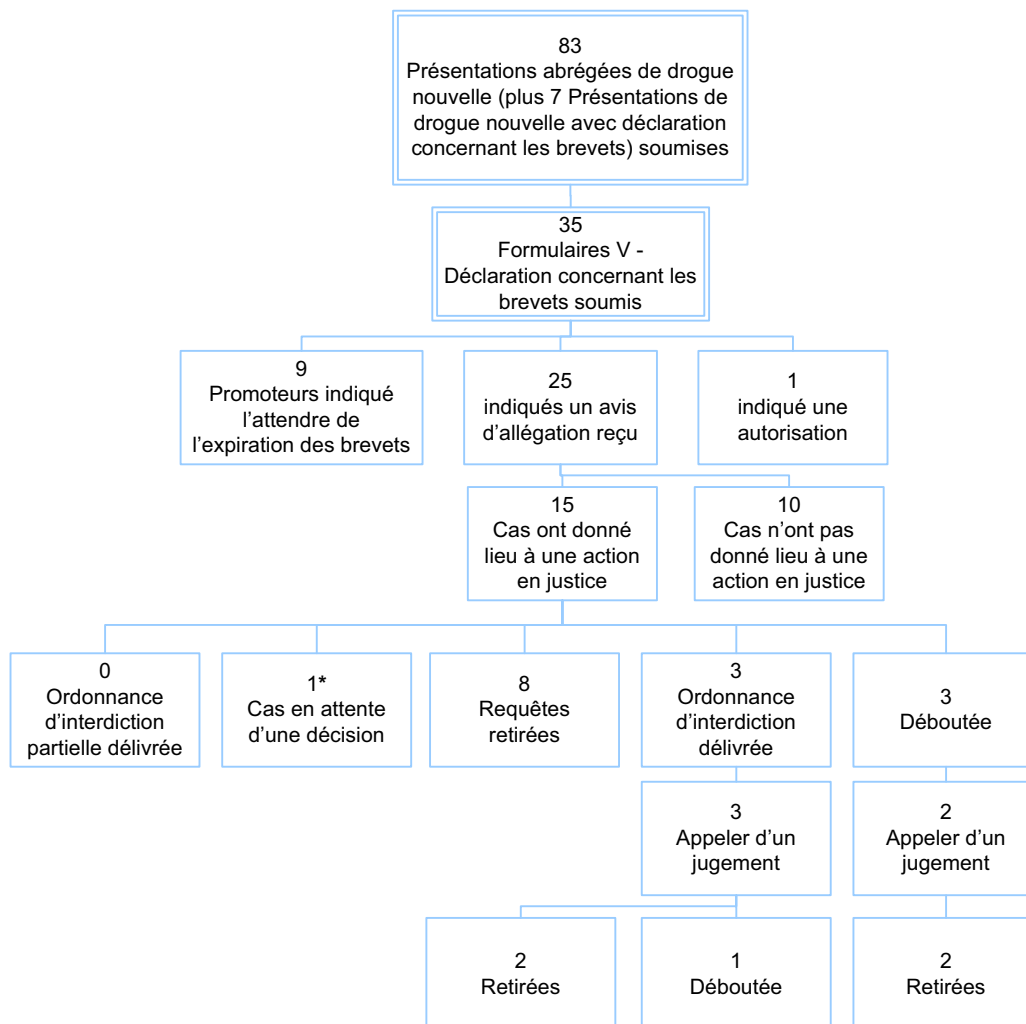 83
Présentations abrégées de drogue
nouvelle (plus 7 Présentations de
drogue nouvelle avec déclaration
concernant les brevets) soumises
35
Formulaires V -
Déclaration concernant les
brevets soumis
9
Promoteurs indiqué
l’attendre de
l’expiration des brevets
25
indiqués un avis
d’allégation reçu
1
indiqué une
autorisation
15
Cas ont donné
lieu à une action
en justice
10
Cas n’ont pas
donné lieu à une
action en justice
0
Ordonnance
d’interdiction
partielle délivrée
1*
Cas en attente
d’une décision
8
Requêtes
retirées
3
Ordonnance
d’interdiction
délivrée
3
Déboutée
3
Appeler d’un
jugement
2
Appeler d’un
jugement
2
Retirées
1
Déboutée
2
Retirées